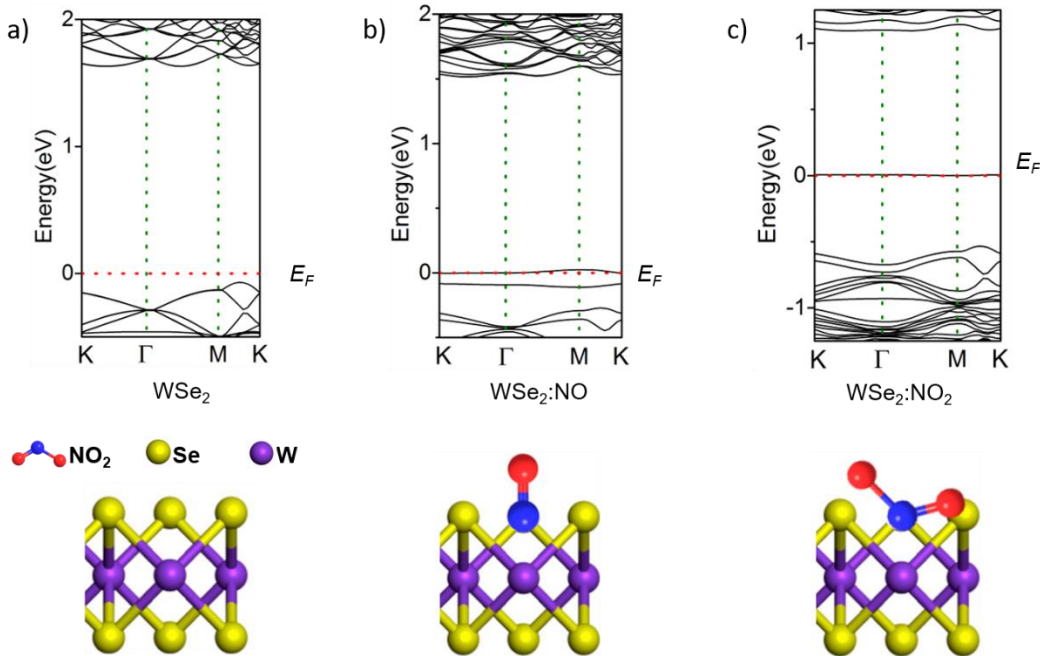 a)
2
1
0
Energy(eV)
E_F
K Γ M K
WSe₂
b)
2
1
0
Energy(eV)
E_F
K Γ M K
WSe₂:NO
c)
1
0
-1
Energy(eV)
E_F
K Γ M K
WSe₂:NO₂
NO₂ Se W